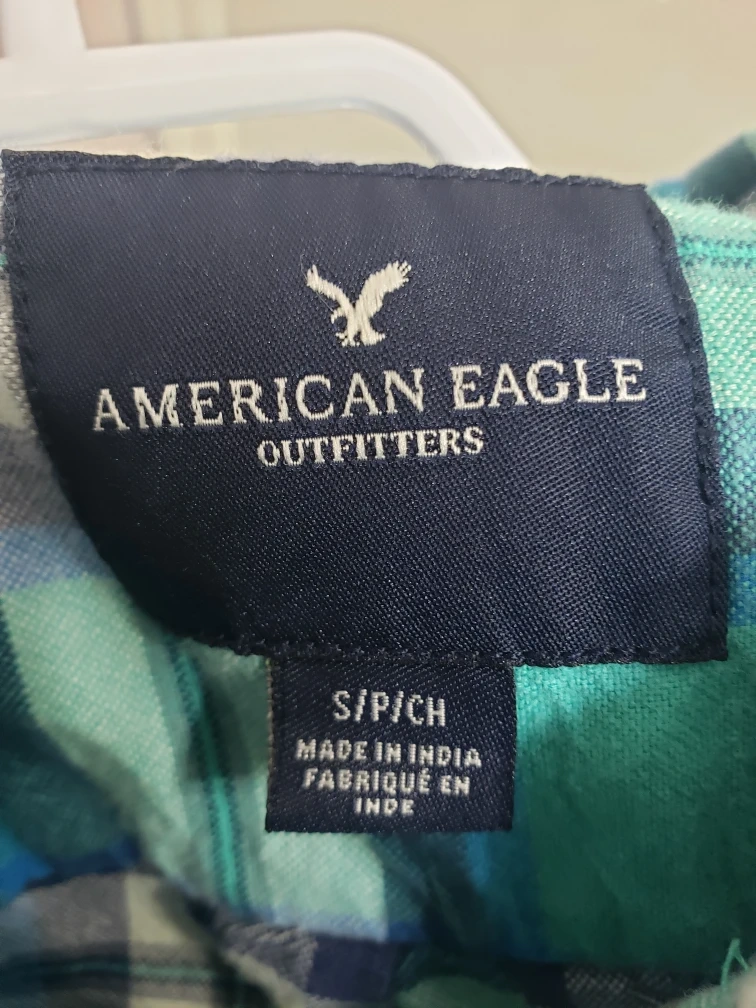 AMERICAN EAGLE
OUTFITTERS
S/P/CH
MADE IN INDIA
FABRIQUÉ EN
INDE